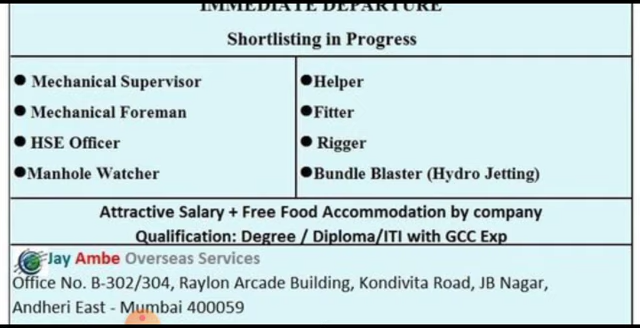 IMMEDIATE DEPARTURE
Shortlisting in Progress
● Mechanical Supervisor
● Mechanical Foreman
● HSE Officer
●Manhole Watcher
●Helper
●Fitter
● Rigger
●Bundle Blaster (Hydro Jetting)
Attractive Salary + Free Food Accommodation by company
Qualification: Degree / Diploma/ITI with GCC Exp
Jay Ambe Overseas Services
Office No. B-302/304, Raylon Arcade Building, Kondivita Road, JB Nagar,
Andheri East - Mumbai 400059